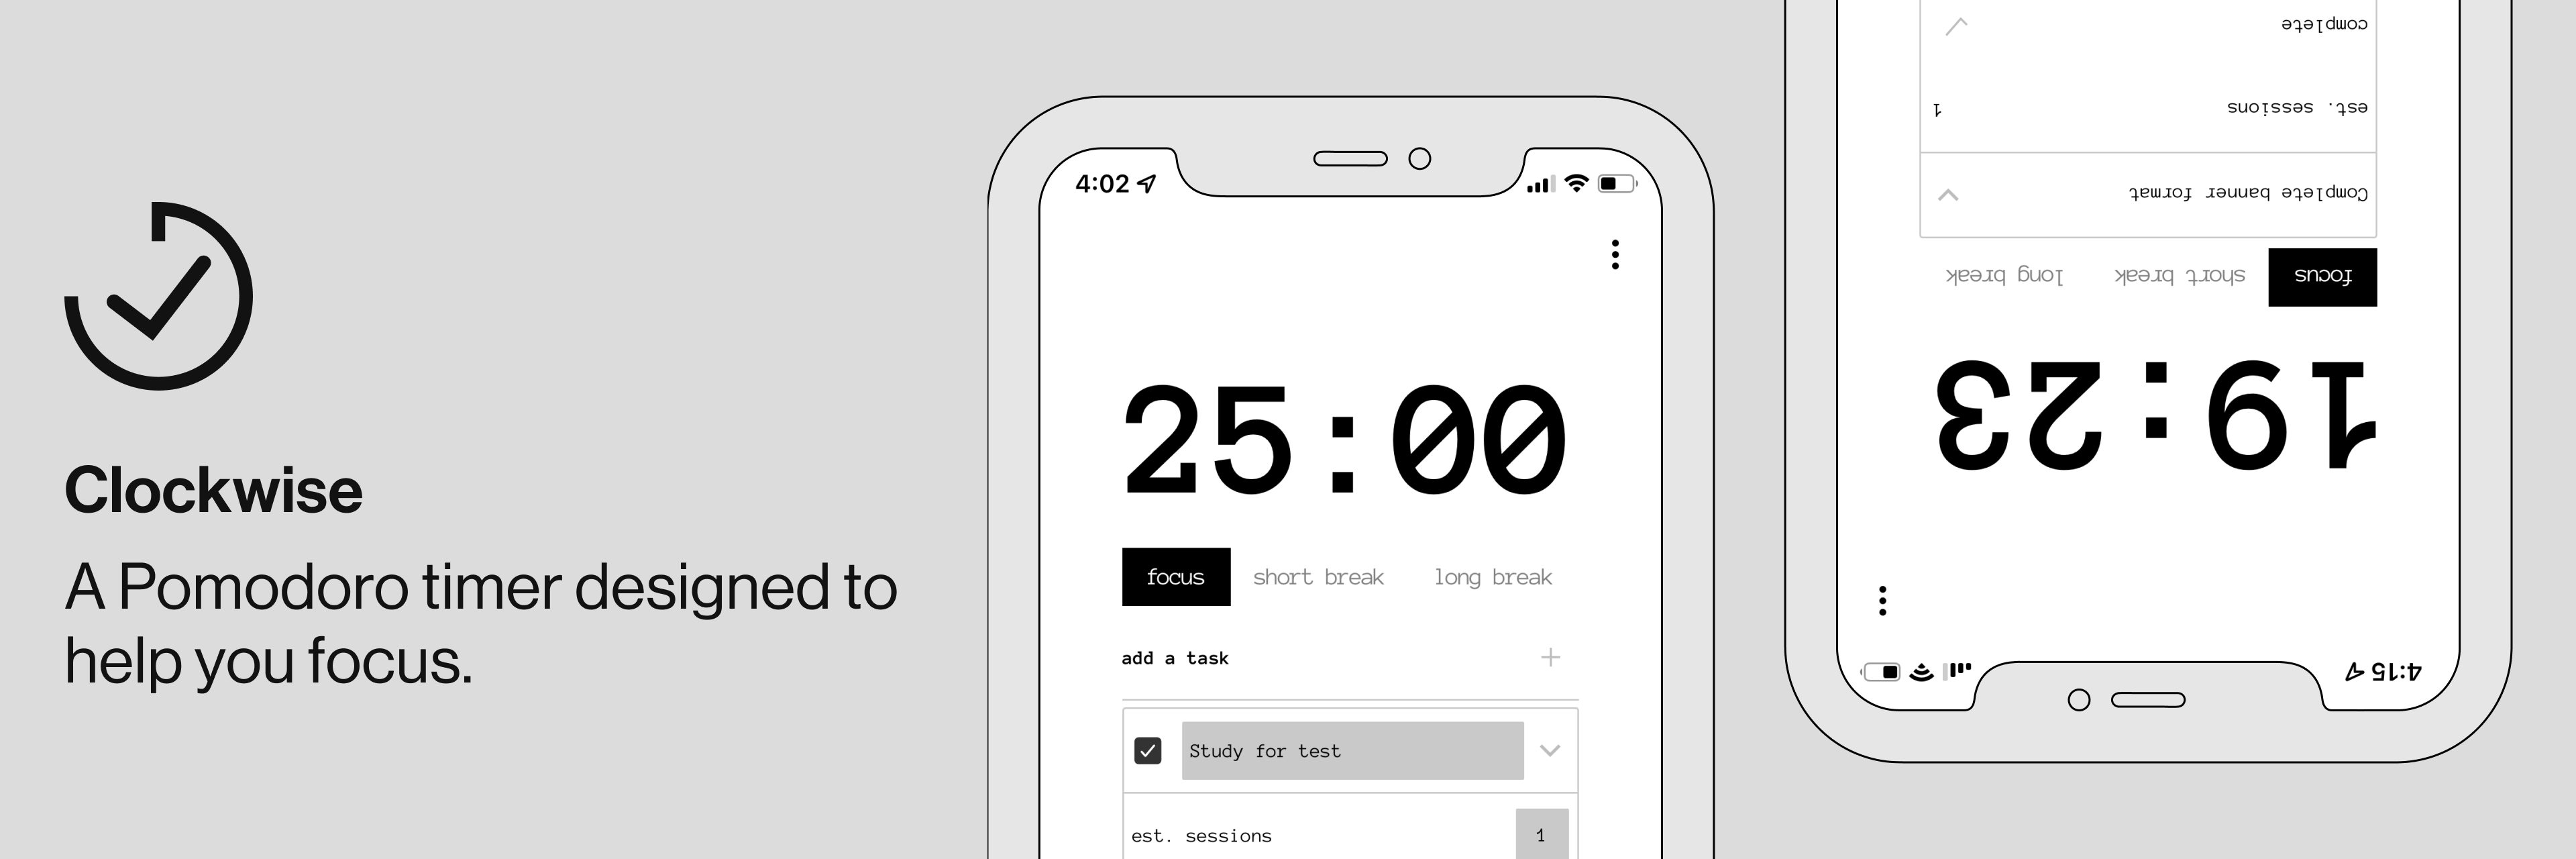 Clockwise
A Pomodoro timer designed to
help you focus.
4:02
25:00
focus short break long break
add a task
Study for test
est. sessions 1
4:15
19:23
focus short break long break
Complete banner format
est. sessions 1
complete